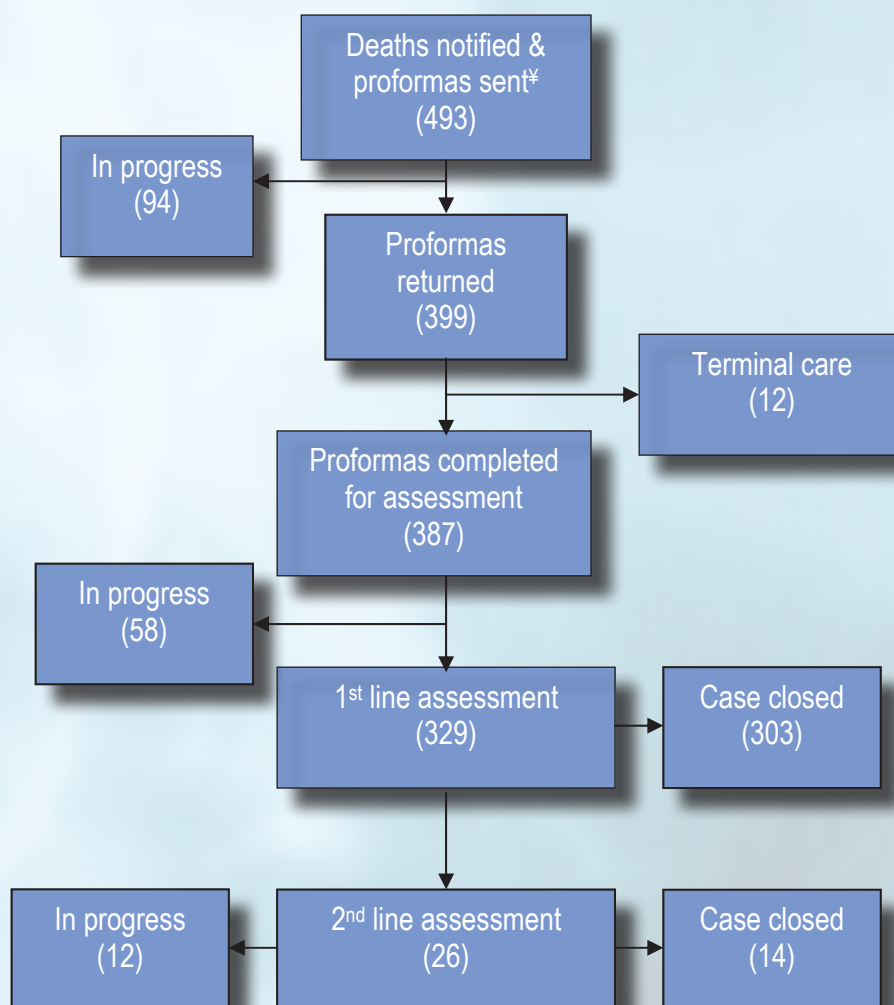 Deaths notified &
proformas sent¥
(493)
In progress
(94)
Proformas
returned
(399)
Terminal care
(12)
Proformas completed
for assessment
(387)
In progress
(58)
1st line assessment
(329)
Case closed
(303)
In progress
(12)
2nd line assessment
(26)
Case closed
(14)